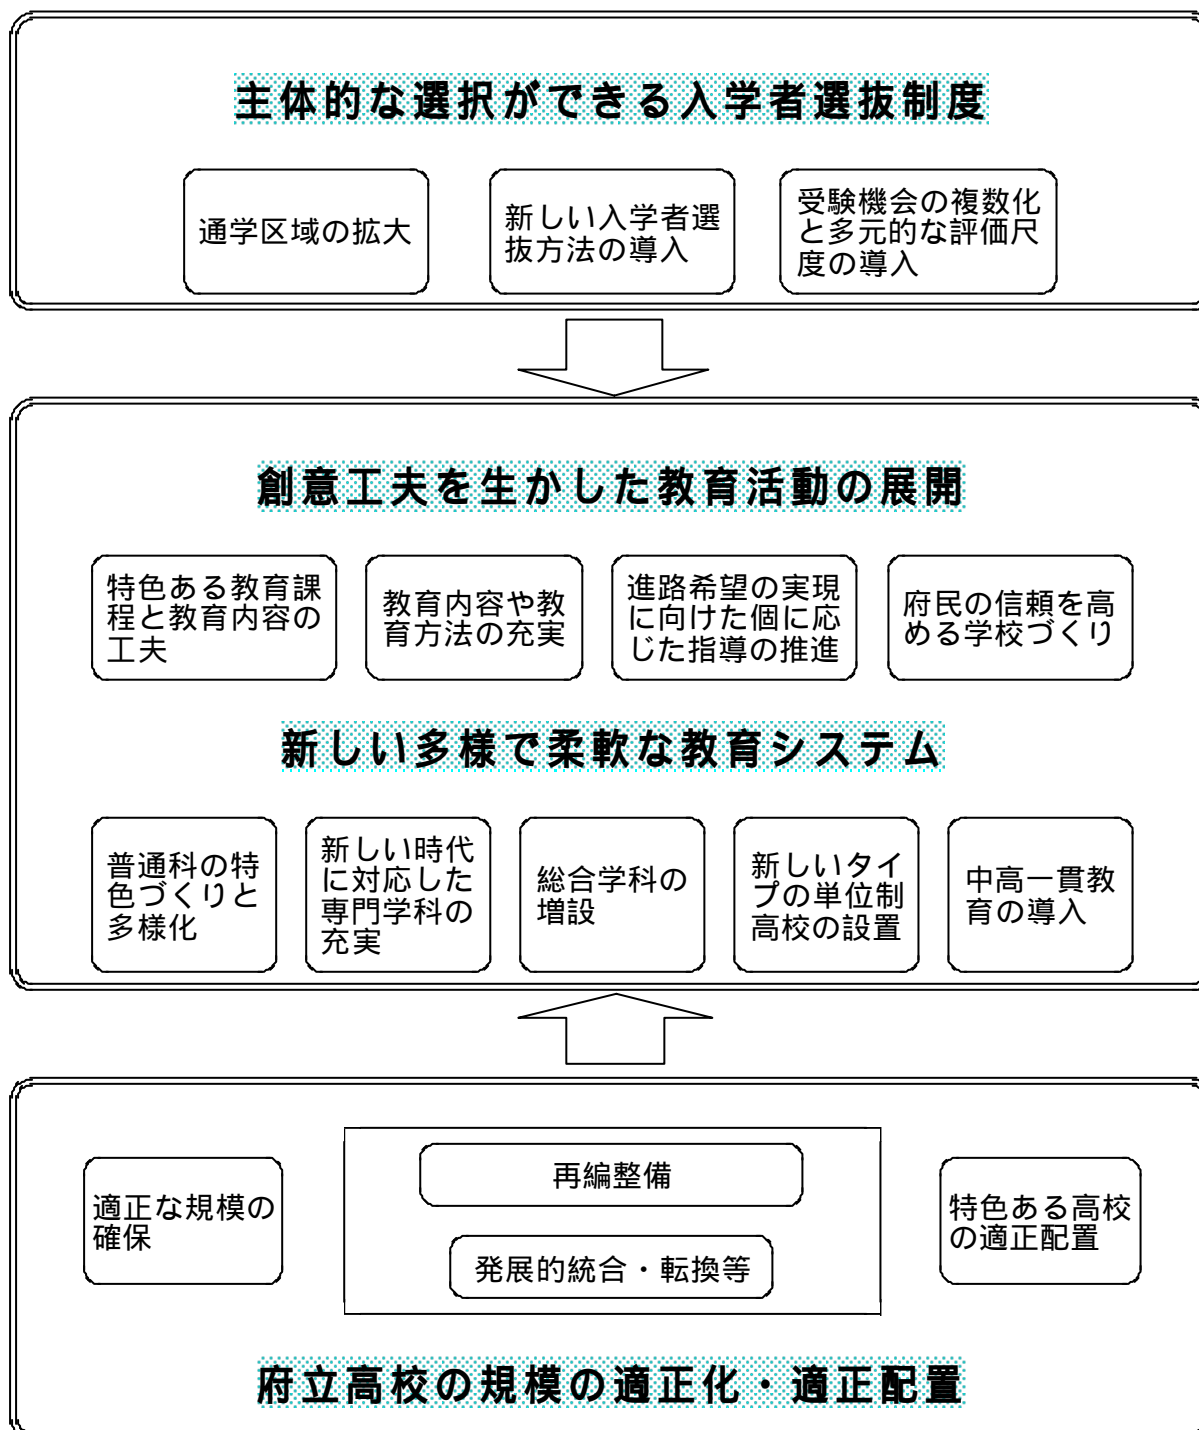 主体的な選択ができる入学者選抜制度
通学区域の拡大
新しい入学者選
抜方法の導入
受験機会の複数化
と多元的な評価尺
度の導入
創意工夫を生かした教育活動の展開
特色ある教育課
程と教育内容の
工夫
教育内容や教
育方法の充実
進路希望の実現
に向けた個に応
じた指導の推進
府民の信頼を高
める学校づくり
新しい多様で柔軟な教育システム
普通科の特
色づくりと
多様化
新しい時代
に対応した
専門学科の
充実
総合学科の
増設
新しいタイ
プの単位制
高校の設置
中高一貫教
育の導入
適正な規模の
確保
再編整備
発展的統合・転換等
特色ある高校
の適正配置
府立高校の規模の適正化・適正配置